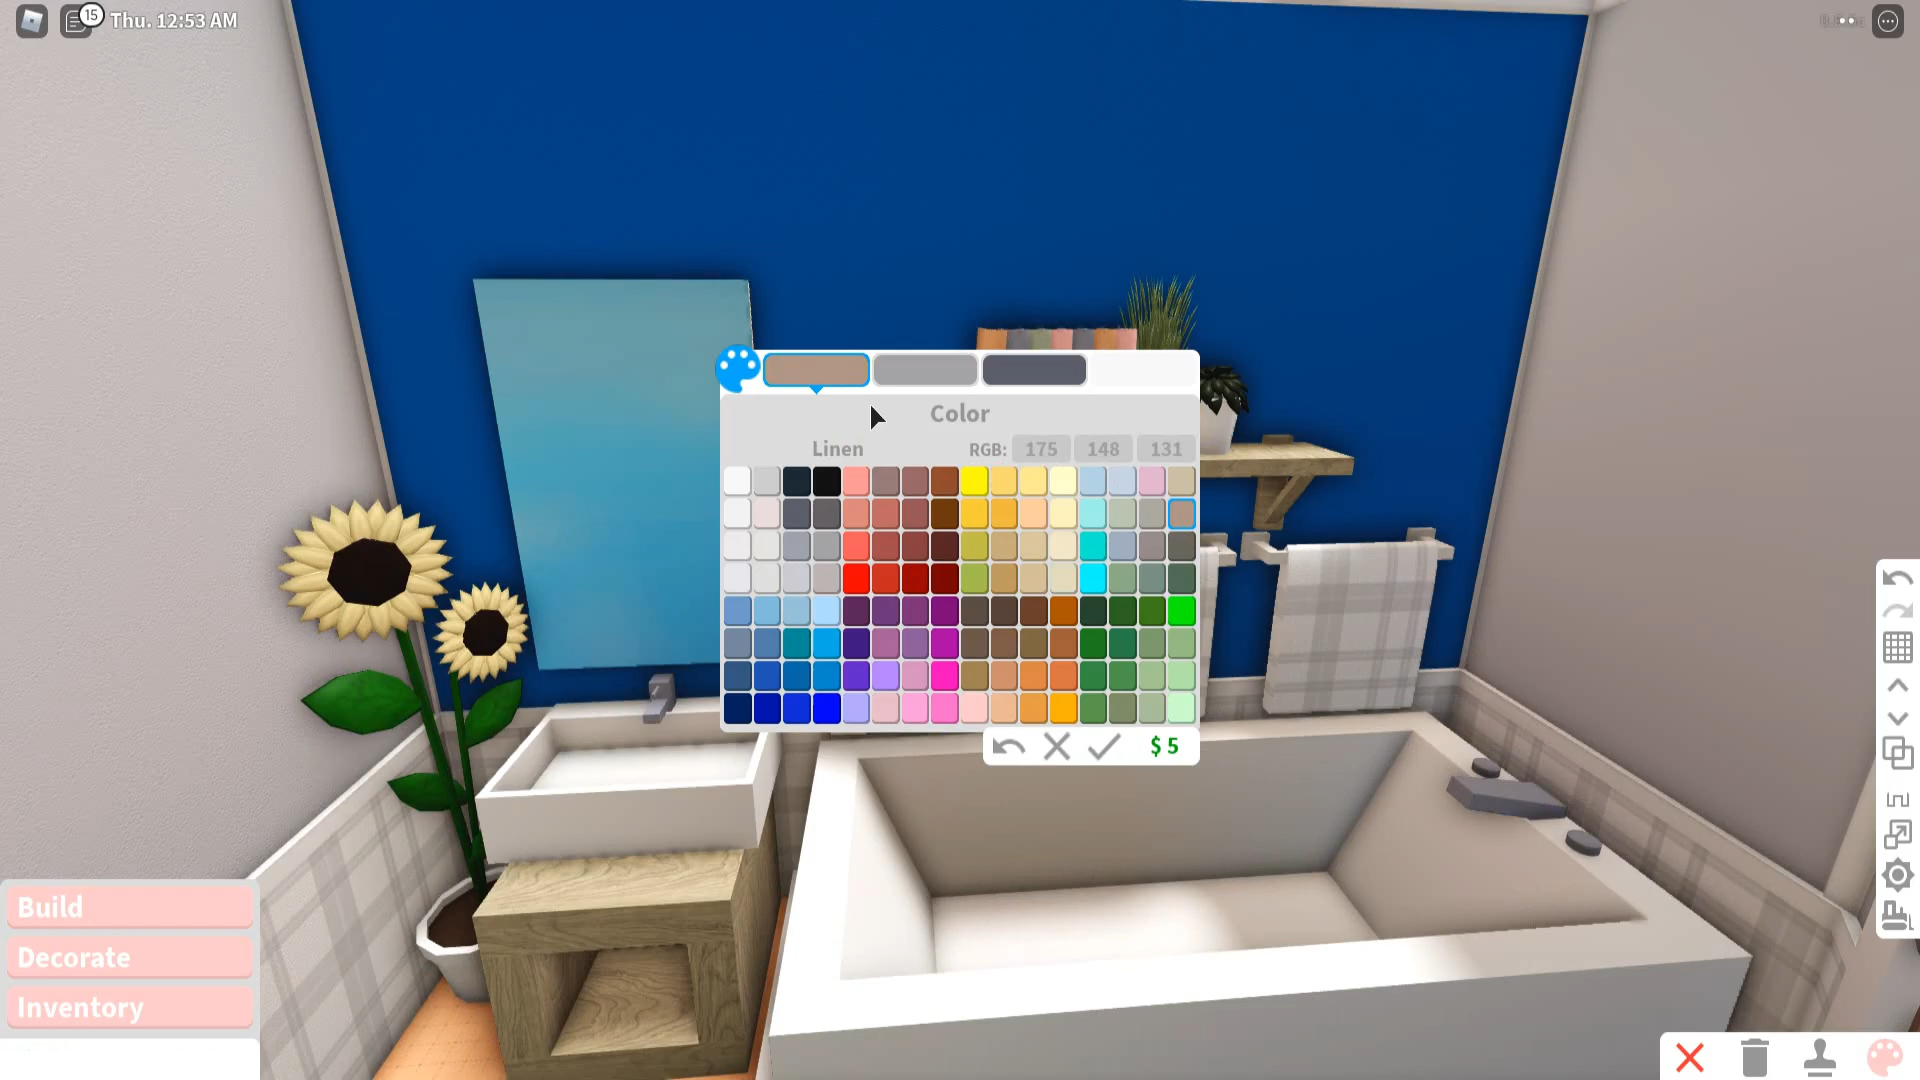 15
Thu. 12:53 AM
Color
Linen RGB: 175 148 131
$ 5
Build
Decorate
Inventory